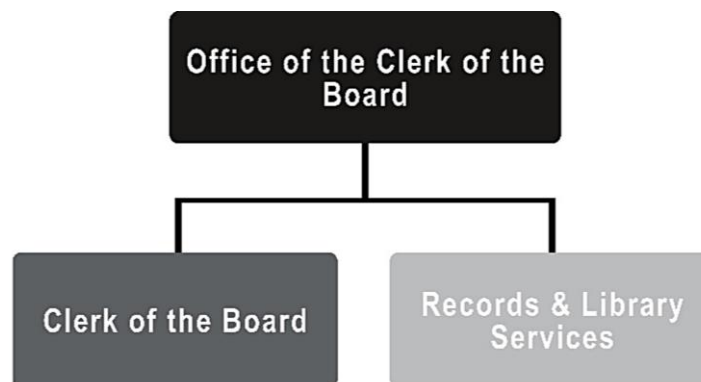 Office of the Clerk of the
Board
Clerk of the Board
Records & Library
Services